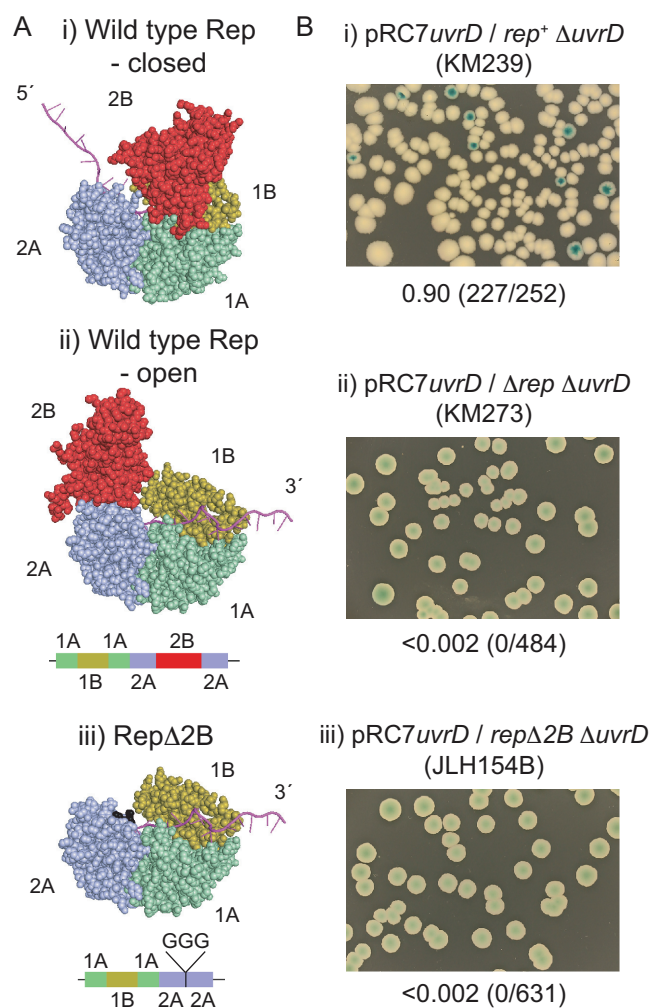 A
i) Wild type Rep
- closed
5´
2B
1B
2A
1A
ii) Wild type Rep
- open
2B
1B
3´
2A
1A
1A 1A 2B
1B 2A 2A
iii) RepΔ2B
1B
3´
2A
1A
GGG
1A 1A
1B 2A 2A
B
i) pRC7uvrD / rep⁺ ΔuvrD
(KM239)
0.90 (227/252)
ii) pRC7uvrD / Δrep ΔuvrD
(KM273)
<0.002 (0/484)
iii) pRC7uvrD / repΔ2B ΔuvrD
(JLH154B)
<0.002 (0/631)